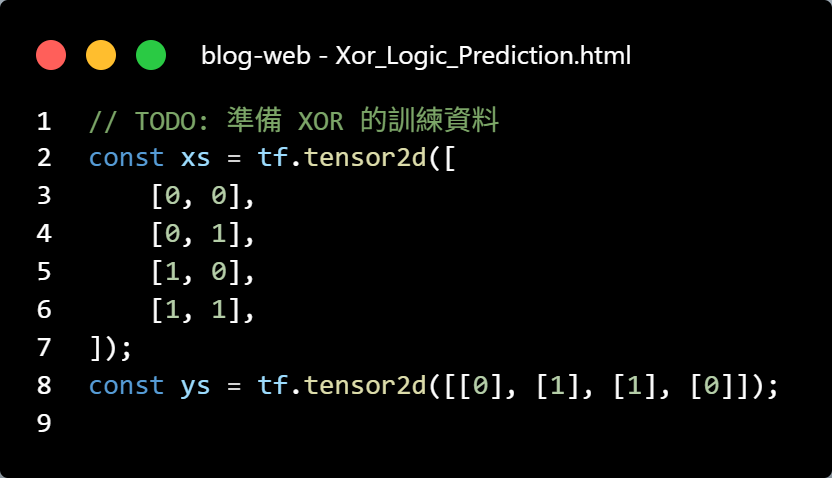 blog-web - Xor_Logic_Prediction.html
1 // TODO: 準備 XOR 的訓練資料
2 const xs = tf.tensor2d([
3     [0, 0],
4     [0, 1],
5     [1, 0],
6     [1, 1],
7 ]);
8 const ys = tf.tensor2d([[0], [1], [1], [0]]);
9